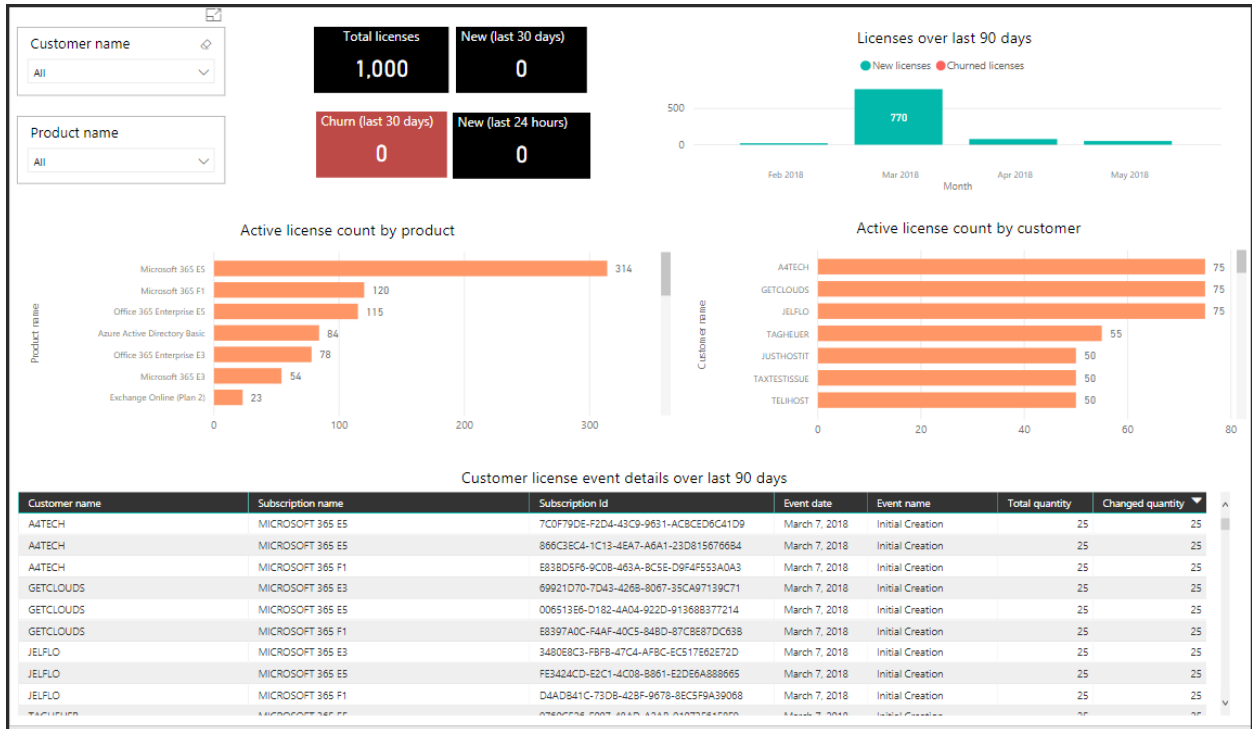 Customer name
All
Product name
All
Total licenses
1,000
New (last 30 days)
0
Churn (last 30 days)
0
New (last 24 hours)
0
Licenses over last 90 days
New licenses Churned licenses
500
0
770
Feb 2018 Mar 2018 Apr 2018 May 2018
Month
Active license count by product
Product name
Microsoft 365 E5 314
Microsoft 365 F1 120
Office 365 Enterprise E5 115
Azure Active Directory Basic 84
Office 365 Enterprise E3 78
Microsoft 365 E3 54
Exchange Online (Plan 2) 23
0 100 200 300
Active license count by customer
Customer name
A4TECH 75
GETCLOUDS 75
JELFLO 75
TAGHEUER 55
JUSTHOSTIT 50
TAXTESTISSUE 50
TELIHOST 50
0 20 40 60 80
Customer license event details over last 90 days
Customer name Subscription name Subscription Id Event date Event name Total quantity Changed quantity
A4TECH MICROSOFT 365 E5 7C0F79DE-F2D4-43C9-9631-ACBCED6C41D9 March 7, 2018 Initial Creation 25 25
A4TECH MICROSOFT 365 E5 866C3EC4-1C13-4EA7-A6A1-23D8156766B4 March 7, 2018 Initial Creation 25 25
A4TECH MICROSOFT 365 F1 E83BD5F6-9C0B-463A-BC5E-D9F4F553A0A3 March 7, 2018 Initial Creation 25 25
GETCLOUDS MICROSOFT 365 E3 69921D70-7D43-426B-8067-35CA97139C71 March 7, 2018 Initial Creation 25 25
GETCLOUDS MICROSOFT 365 E5 006513E6-D182-4A04-922D-91368B377214 March 7, 2018 Initial Creation 25 25
GETCLOUDS MICROSOFT 365 F1 E8397A0C-F4AF-40C5-84BD-87CBE87DC63B March 7, 2018 Initial Creation 25 25
JELFLO MICROSOFT 365 E3 3480E8C3-FBFB-47C4-AFBC-EC517E62E72D March 7, 2018 Initial Creation 25 25
JELFLO MICROSOFT 365 E5 FE3424CD-E2C1-4C08-B861-E2DE6A888665 March 7, 2018 Initial Creation 25 25
JELFLO MICROSOFT 365 F1 D4ADB41C-73DB-42BF-9678-8EC5F9A39068 March 7, 2018 Initial Creation 25 25